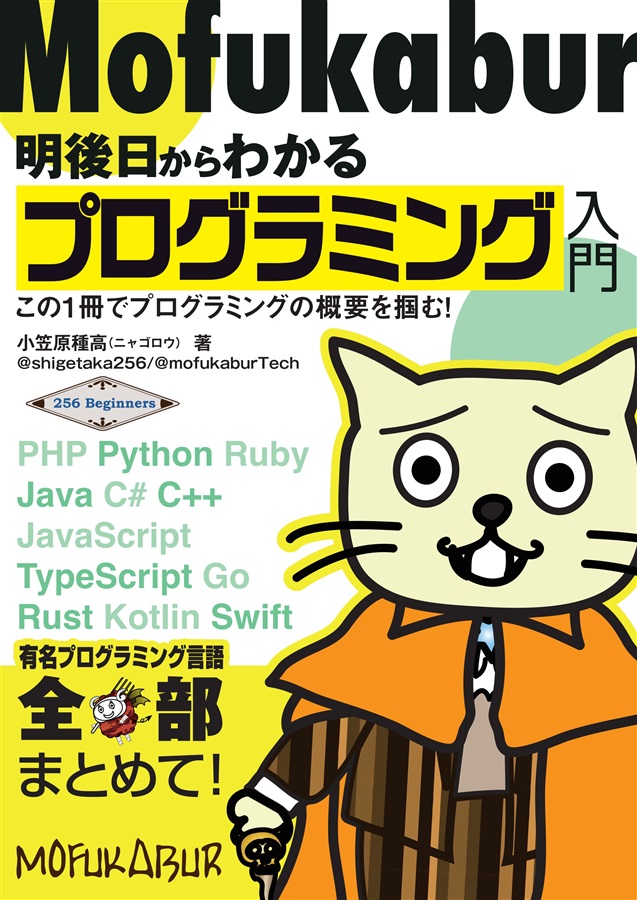 Mofukabur
明後日からわかる
プログラミング入門
この1冊でプログラミングの概要を掴む!
小笠原種高(ニャゴロウ) 著
@shigetaka256/@mofukaburTech
256 Beginners
PHP Python Ruby
Java C# C++
JavaScript
TypeScript Go
Rust Kotlin Swift
有名プログラミング言語
全部
まとめて!
MOFUKABUR